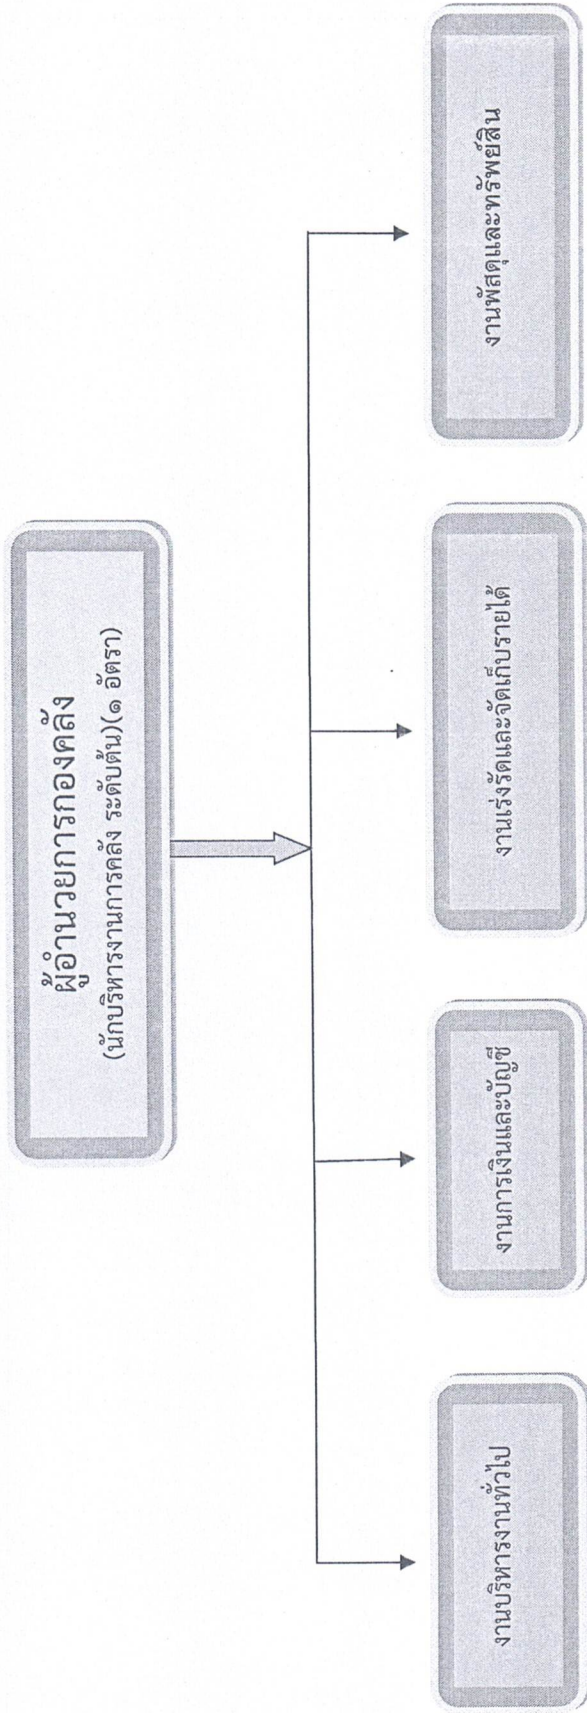 ผู้อำนวยการกองคลัง
(นักบริหารงานการคลัง ระดับต้น)(๑ อัตรา)
งานบริหารงานทั่วไป
งานการเงินและบัญชี
งานเร่งรัดและจัดเก็บรายได้
งานพัสดุและทรัพย์สิน